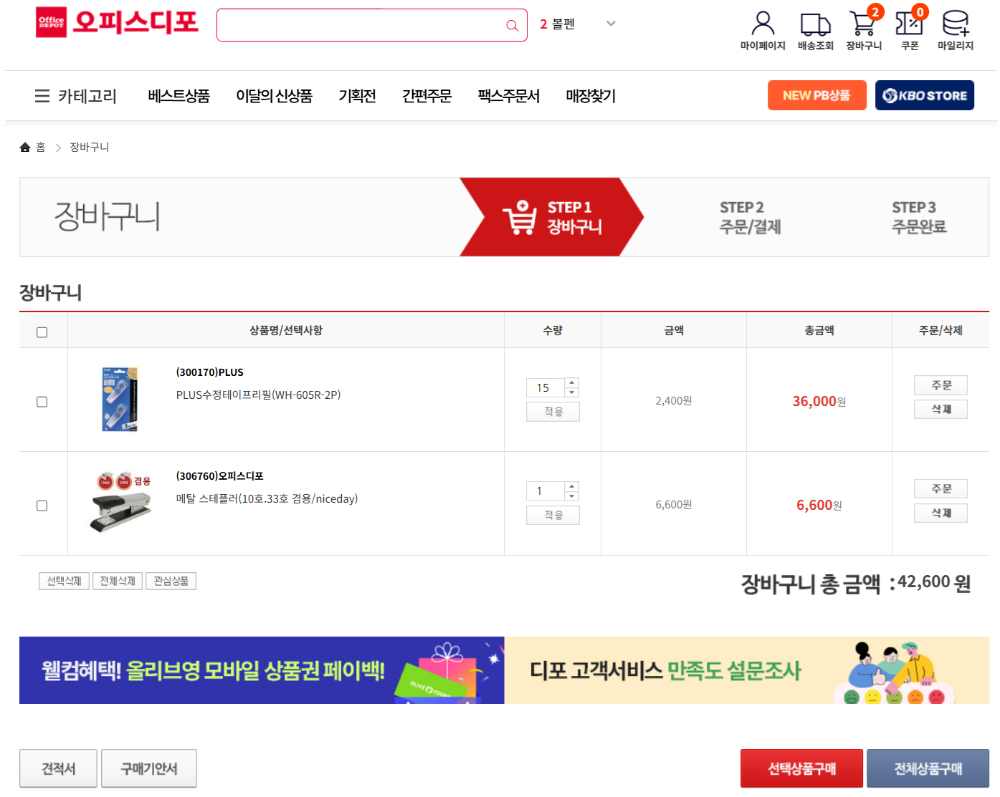 Office DEPOT 오피스디포
2 볼펜
마이페이지
배송조회
2
장바구니
0
쿠폰
마일리지
카테고리
베스트상품
이달의 신상품
기획전
간편주문
팩스주문서
매장찾기
NEW PB상품
KBO STORE
홈 > 장바구니
장바구니
STEP 1
장바구니
STEP 2
주문/결제
STEP 3
주문완료
장바구니
상품명/선택사항 수량 금액 총금액 주문/삭제
(300170)PLUS
PLUS수정테이프리필(WH-605R-2P)
15
적용
2,400원
36,000원
주문
삭제
겸용
(306760)오피스디포
메탈 스테플러(10호.33호 겸용/niceday)
1
적용
6,600원
6,600원
주문
삭제
선택삭제 전체삭제 관심상품
장바구니 총 금액 : 42,600 원
웰컴혜택! 올리브영 모바일 상품권 페이백!
OLIVE YOUNG
디포 고객서비스 만족도 설문조사
견적서 구매기안서
선택상품구매 전체상품구매